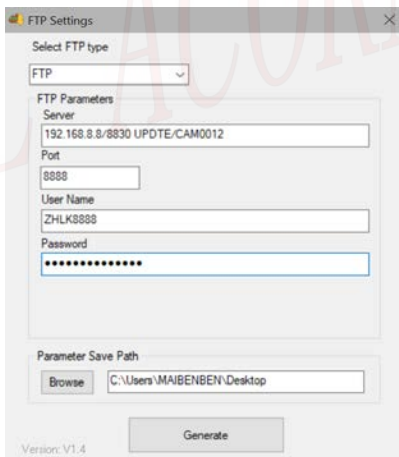 FTP Settings
Select FTP type
FTP
FTP Parameters
Server
192.168.8.8/8830 UPDTE/CAM0012
Port
8888
User Name
ZHLK8888
Password
••••••••••••••
Parameter Save Path
Browse C:\Users\MAIBENBEN\Desktop
Generate
Version: V1.4